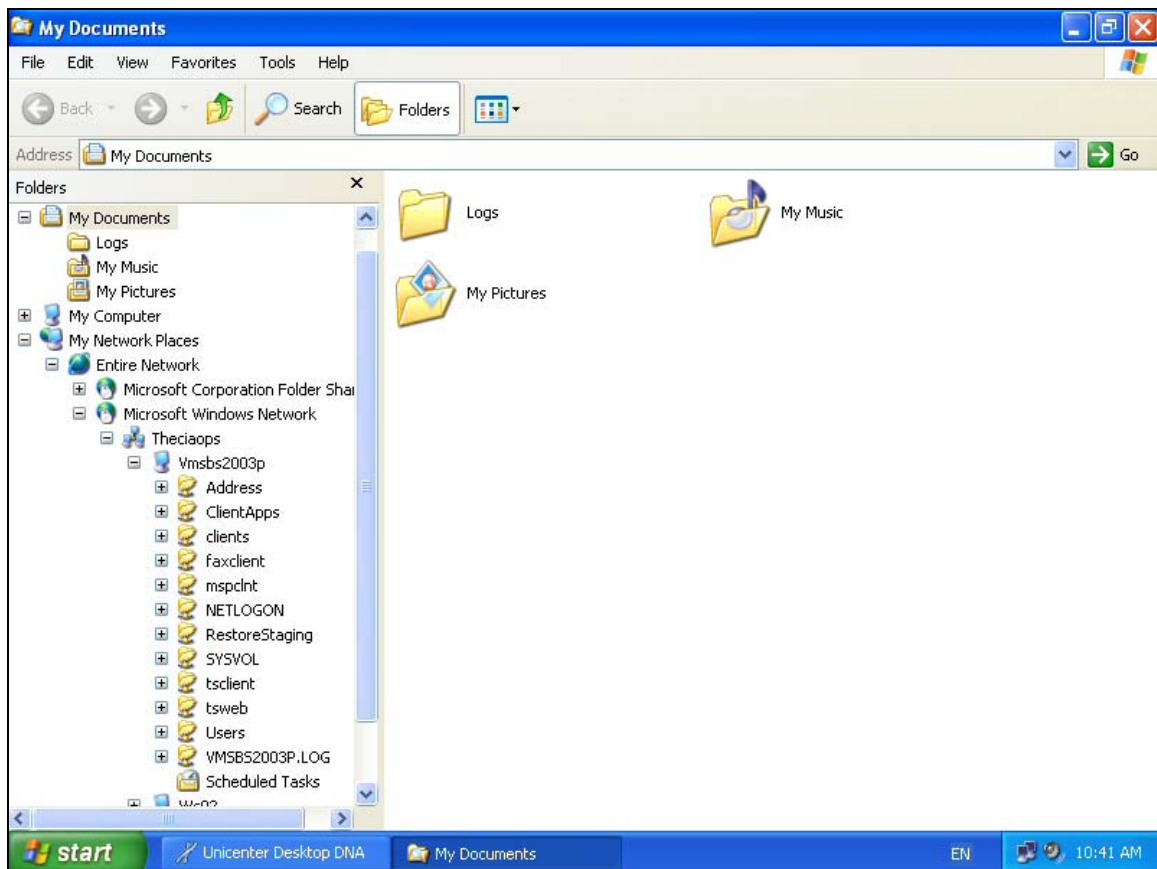 My Documents
File Edit View Favorites Tools Help
Back Search Folders
Address My Documents Go
Folders
My Documents
Logs
My Music
My Pictures
My Computer
My Network Places
Entire Network
Microsoft Corporation Folder Shar
Microsoft Windows Network
Theciaops
Vmsbs2003p
Address
ClientApps
clients
faxclient
mspclnt
NETLOGON
RestoreStaging
SYSVOL
tsclient
tsweb
Users
VMSBS2003P.LOG
Scheduled Tasks
Logs
My Music
My Pictures
start Unicenter Desktop DNA My Documents EN 10:41 AM